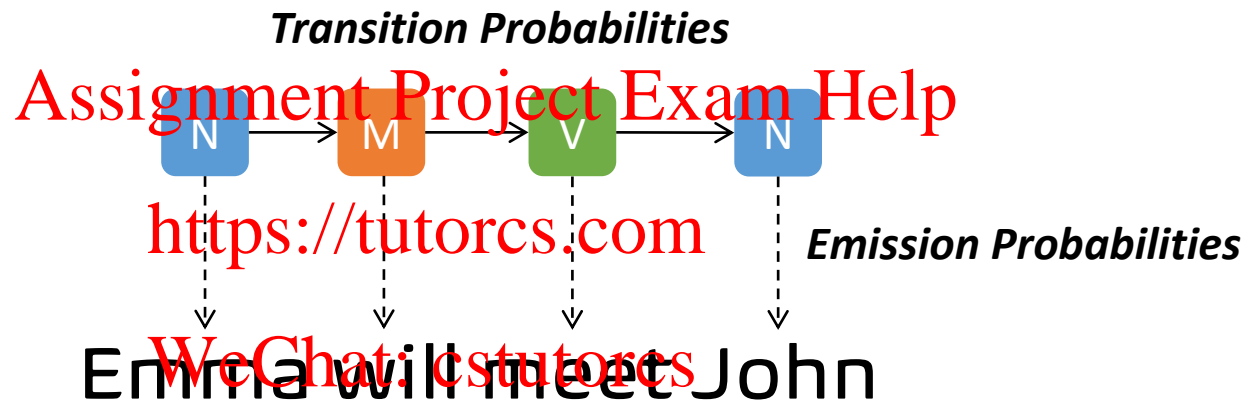 Transition Probabilities
Assignment Project Exam Help
N M V N
https://tutorcs.com
Emission Probabilities
WeChat: cstutorcs
Emma will meet John